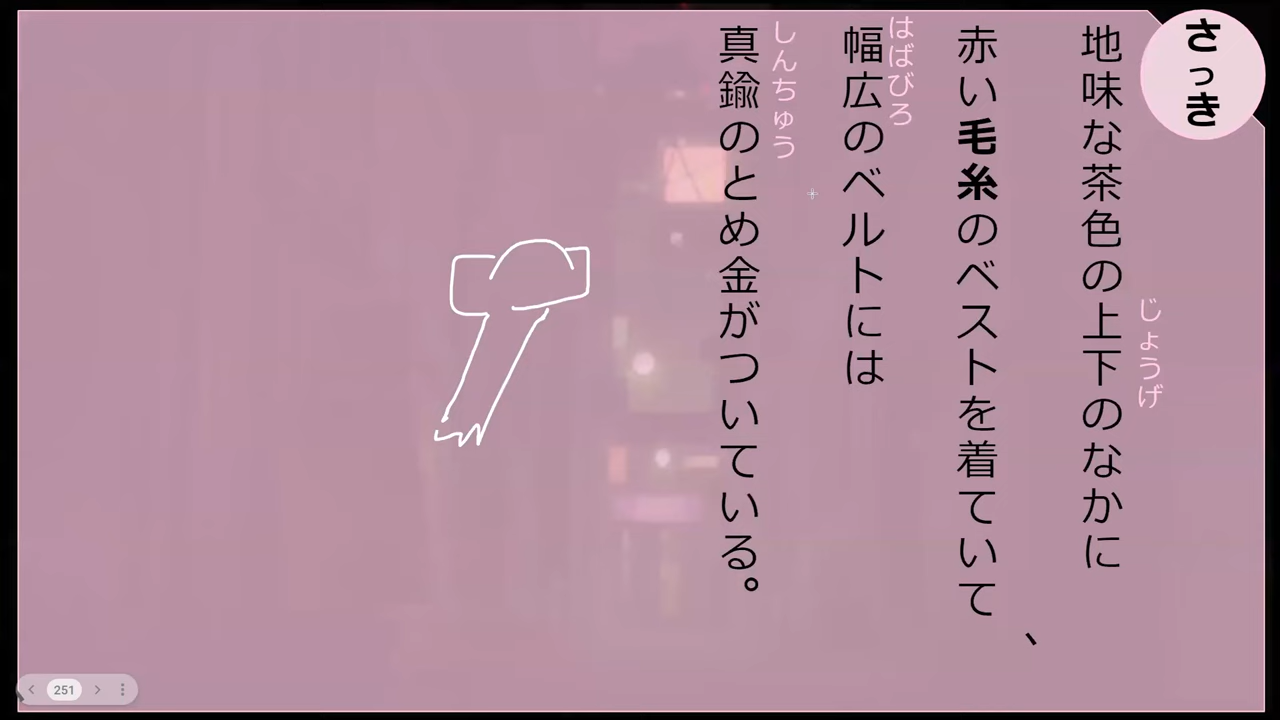 さっき
地味な茶色の上下のなかに
じょうげ
赤い毛糸のベストを着ていて、
幅広のベルトには
はばびろ
真鍮のとめ金がついている。
しんちゅう
251